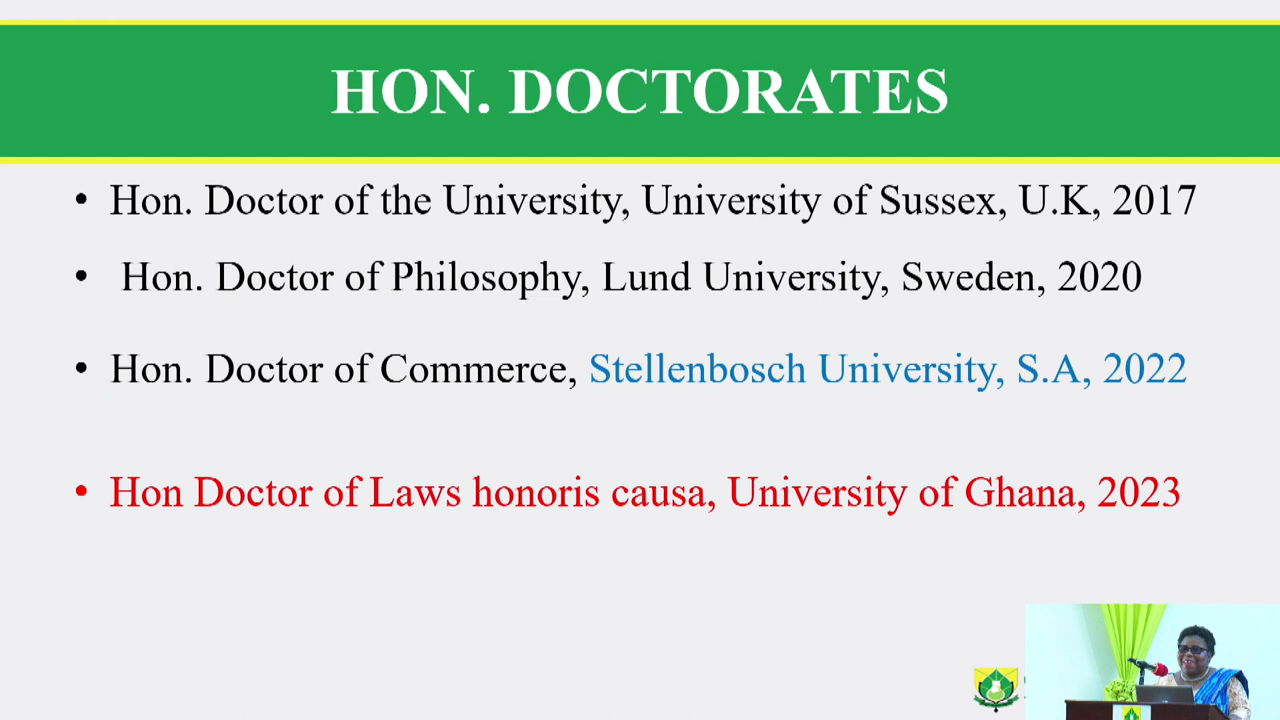 HON. DOCTORATES
• Hon. Doctor of the University, University of Sussex, U.K, 2017
• Hon. Doctor of Philosophy, Lund University, Sweden, 2020
• Hon. Doctor of Commerce, Stellenbosch University, S.A, 2022
• Hon Doctor of Laws honoris causa, University of Ghana, 2023